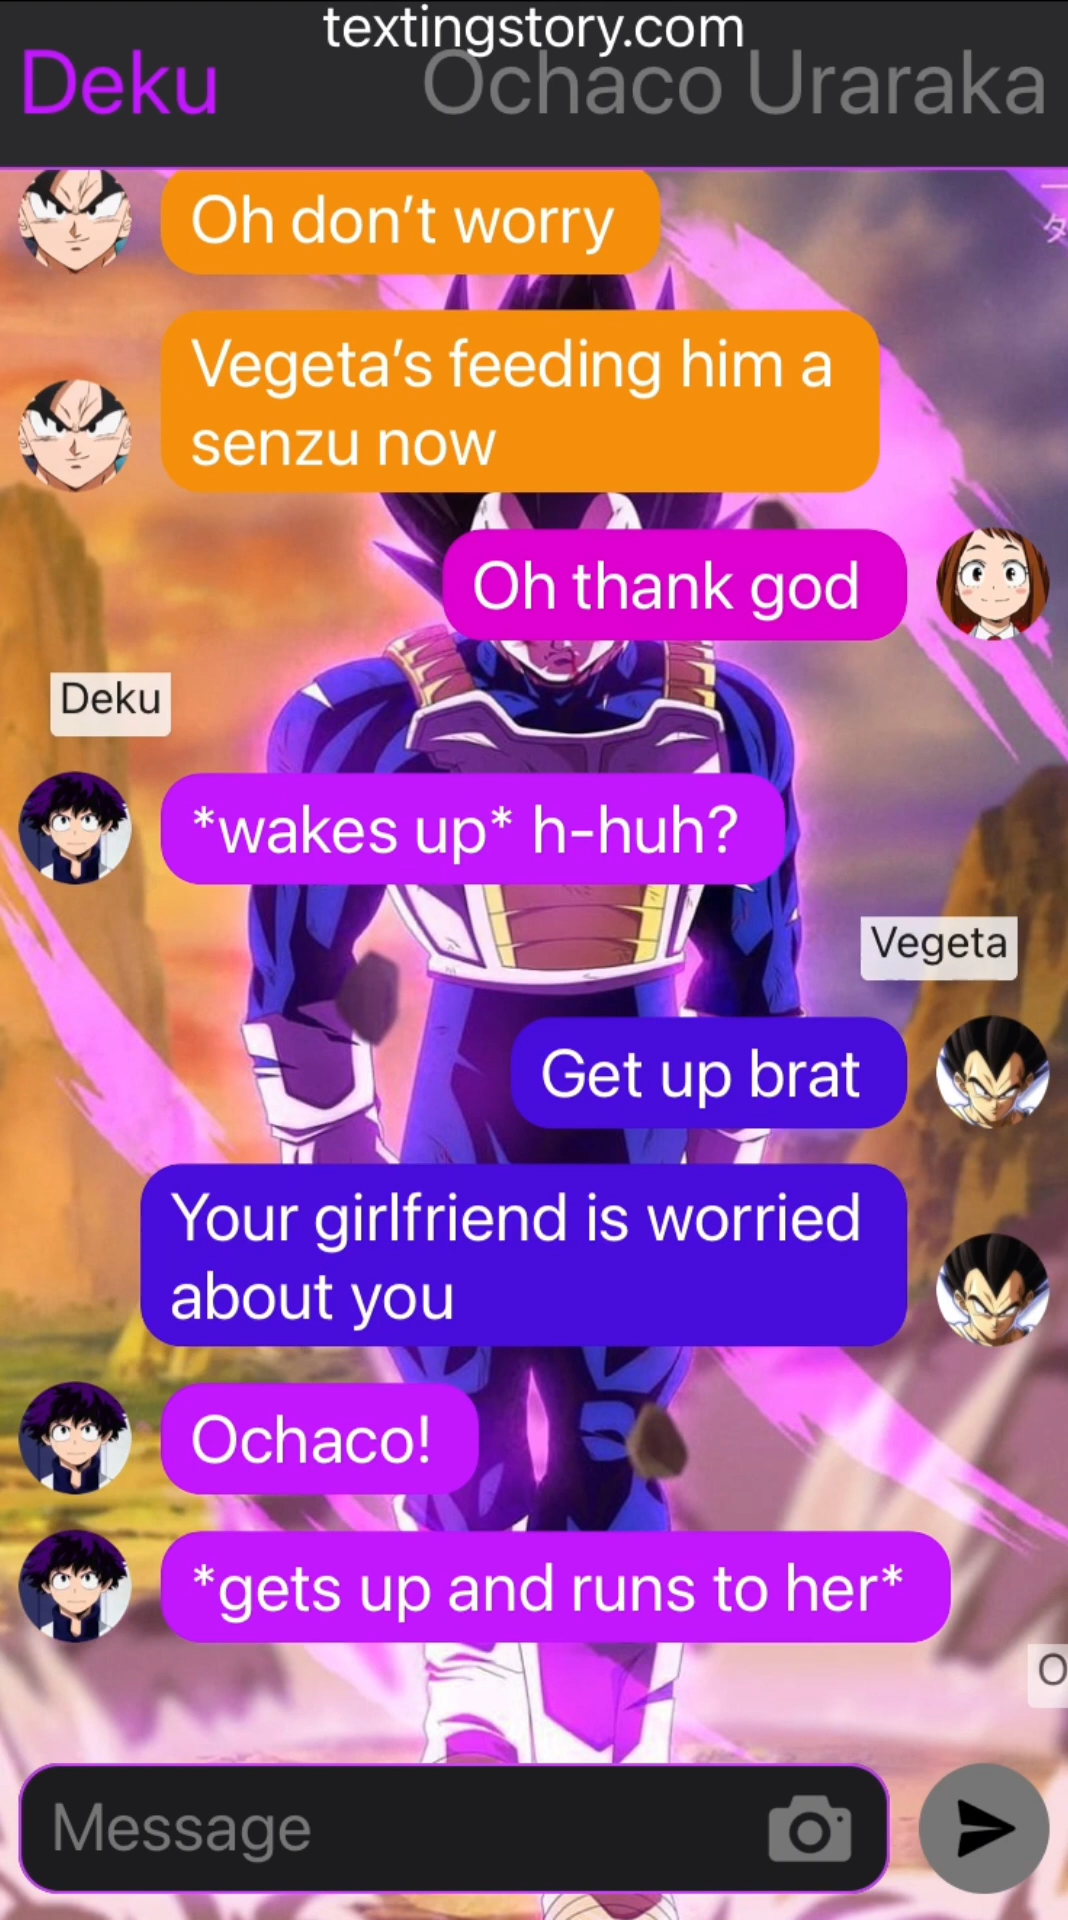 textingstory.com
Deku
Ochaco Uraraka
Oh don’t worry
Vegeta’s feeding him a
senzu now
Oh thank god
Deku
*wakes up* h-huh?
Vegeta
Get up brat
Your girlfriend is worried
about you
Ochaco!
*gets up and runs to her*
O
Message